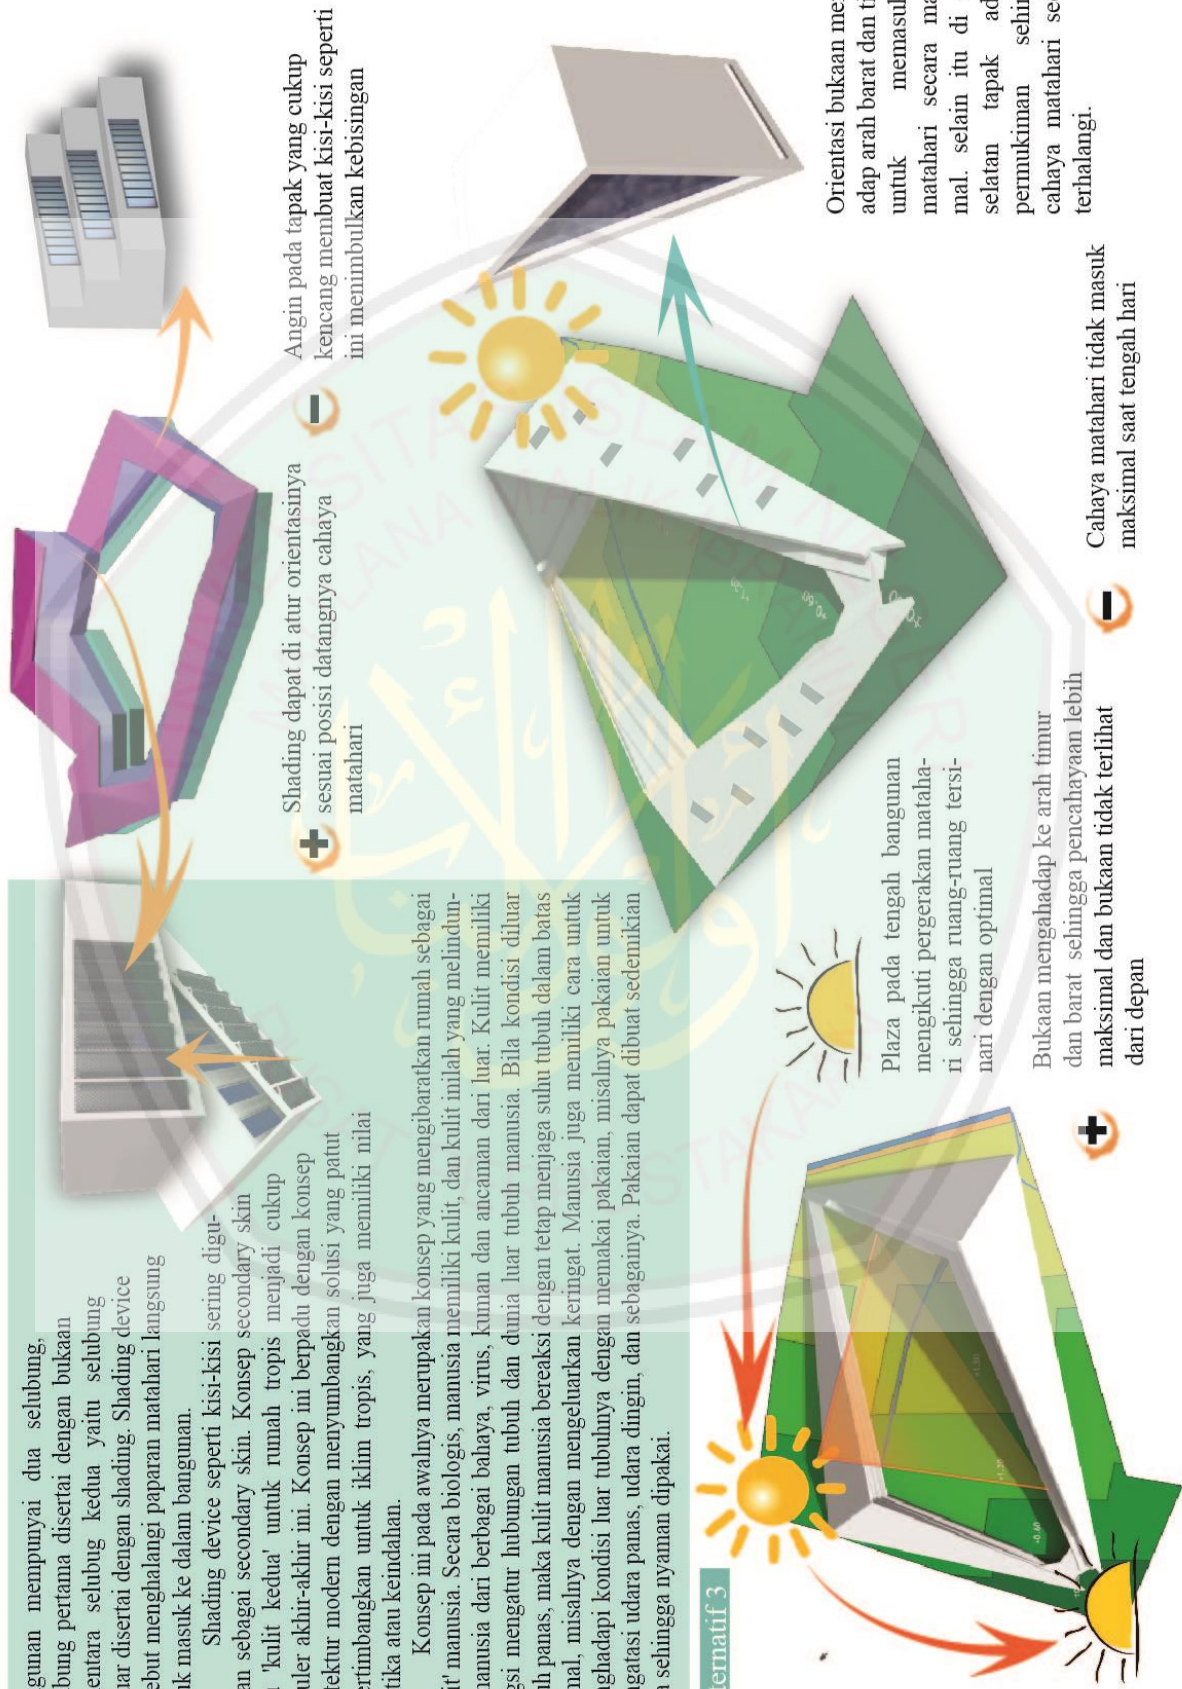 gunan mempunyai dua selubung,
bung pertama disertai dengan bukaan
entara selubug kedua yaitu selubung
ar disertai dengan shading. Shading device
ebut menghalangi paparan matahari langsung
uk masuk ke dalam bangunan.
Shading device seperti kisi-kisi sering digu-
an sebagai secondary skin. Konsep secondary skin
'kulit kedua' untuk rumah tropis menjadi cukup
uler akhir-akhir ini. Konsep ini berpadu dengan konsep
tektur modern dengan menyumbangkan solusi yang patut
ertimbangkan untuk iklim tropis, yang juga memiliki nilai
tika atau keindahan.
Konsep ini pada awalnya merupakan konsep yang mengibaratkan rumah sebagai
it' manusia. Secara biologis, manusia memiliki kulit, dan kulit inilah yang melindun-
manusia dari berbagai bahaya, virus, kuman dan ancaman dari luar. Kulit memiliki
gsi mengatur hubungan tubuh dan dunia luar tubuh manusia. Bila kondisi diluar
uh panas, maka kulit manusia bereaksi dengan tetap menjaga suhu tubuh dalam batas
mal, misalnya dengan mengeluarkan keringat. Manusia juga memiliki cara untuk
ghadapi kondisi luar tubuhnya dengan memakai pakaian, misalnya pakaian untuk
gatasi udara panas, udara dingin, dan sebagainya. Pakaian dapat dibuat sedemikian
a sehingga nyaman dipakai.
Shading dapat di atur orientasinya
sesuai posisi datangnya cahaya
matahari
Angin pada tapak yang cukup
kencang membuat kisi-kisi seperti
ini menimbulkan kebisingan
ternatif 3
Plaza pada tengah bangunan
mengikuti pergerakan mataha-
ri sehingga ruang-ruang tersi-
nari dengan optimal
Bukaan mengahadap ke arah timur
dan barat sehingga pencahayaan lebih
maksimal dan bukaan tidak terlihat
dari depan
Cahaya matahari tidak masuk
maksimal saat tengah hari
Orientasi bukaan me
adap arah barat dan ti
untuk memasu
matahari secara ma
mal. selain itu di
selatan tapak ad
permukiman sehin
cahaya matahari se
terhalangi.